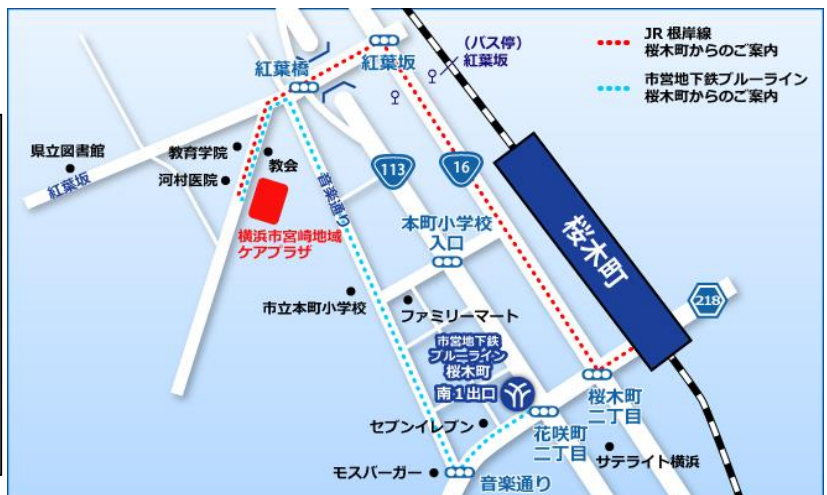 JR 根岸線
桜木町からのご案内
市営地下鉄ブルーライン
桜木町からのご案内
(バス停)
紅葉坂
紅葉坂
紅葉橋
県立図書館
紅葉坂
教育学院
教会
河村医院
横浜市宮崎地域
ケアプラザ
113
16
音楽通り
本町小学校
入口
桜木町
218
市立本町小学校
ファミリーマート
市営地下鉄
ブルーライン
桜木町
南1出口
桜木町
二丁目
花咲町
二丁目
セブンイレブン
サテライト横浜
モスバーガー
音楽通り